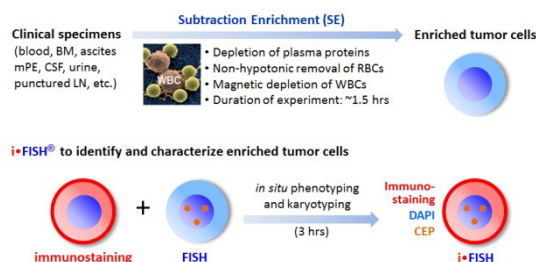 Clinical specimens
(blood, BM, ascites
mPE, CSF, urine,
punctured LN, etc.)
Subtraction Enrichment (SE)
WBC
• Depletion of plasma proteins
• Non-hypotonic removal of RBCs
• Magnetic depletion of WBCs
• Duration of experiment: ~1.5 hrs
Enriched tumor cells
i•FISH® to identify and characterize enriched tumor cells
+
immunostaining
FISH
in situ phenotyping
and karyotyping
(3 hrs)
Immuno-
staining
DAPI
CEP
i•FISH